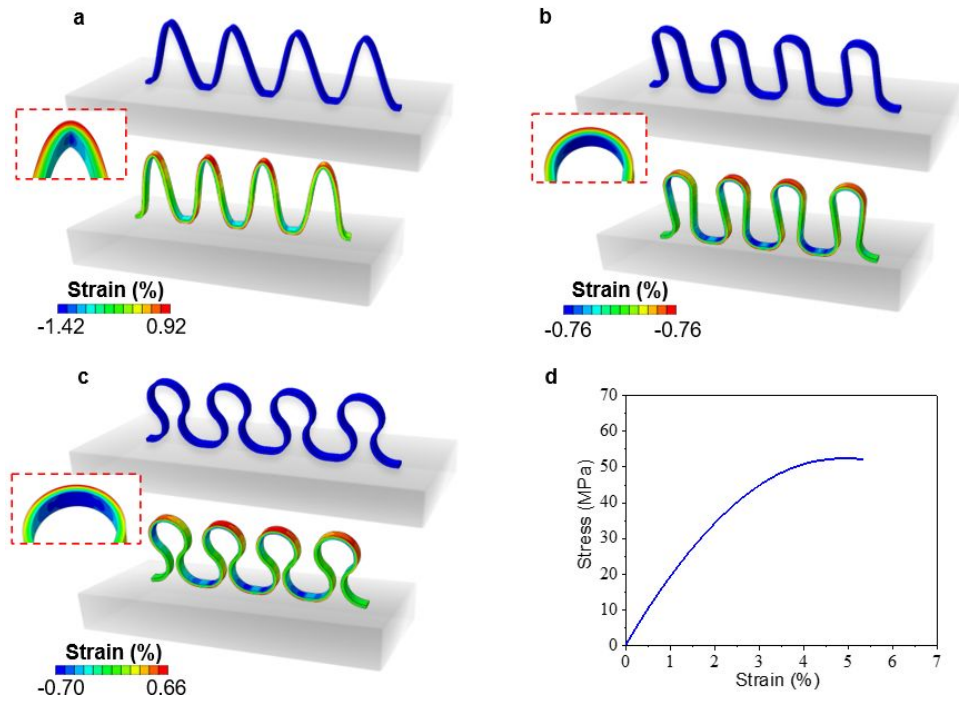 a
b
Strain (%)
-1.42 0.92
Strain (%)
-0.76 -0.76
c
Strain (%)
-0.70 0.66
d
Stress (MPa)
70
60
50
40
30
20
10
0
0 1 2 3 4 5 6 7
Strain (%)